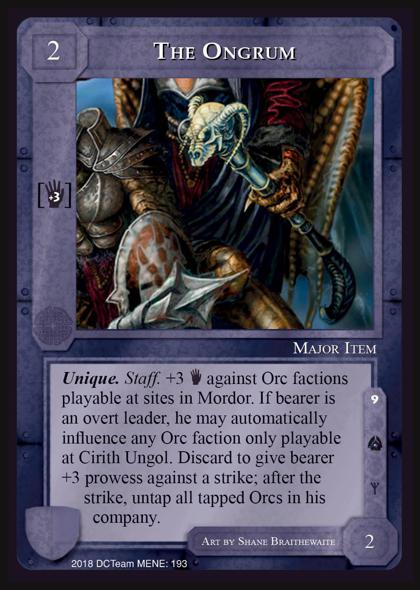 2
THE ONGRUM
[+3]
MAJOR ITEM
Unique. Staff. +3 against Orc factions
playable at sites in Mordor. If bearer is
an overt leader, he may automatically
influence any Orc faction only playable
at Cirith Ungol. Discard to give bearer
+3 prowess against a strike; after the
strike, untap all tapped Orcs in his
company.
9
ART BY SHANE BRAITHEWAITE
2
2018 DCTeam MENE: 193